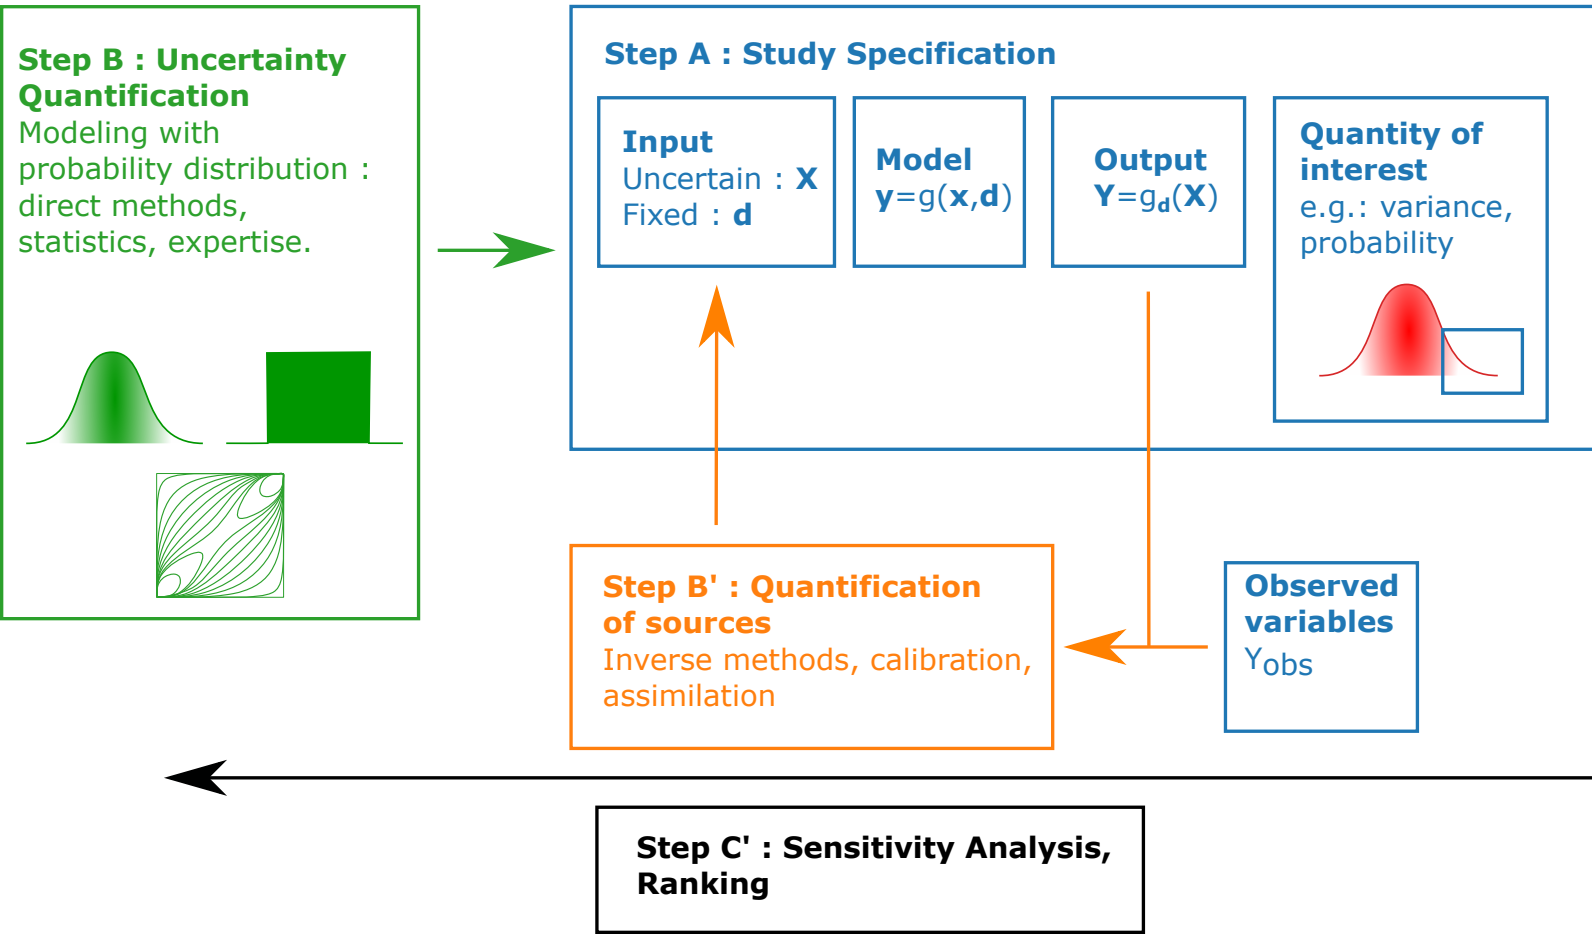 Step B : Uncertainty
Quantification
Modeling with
probability distribution :
direct methods,
statistics, expertise.
Step A : Study Specification
Input
Uncertain : X
Fixed : d
Model
y=g(x,d)
Output
Y=gd(X)
Quantity of
interest
e.g.: variance,
probability
Step B' : Quantification
of sources
Inverse methods, calibration,
assimilation
Observed
variables
Yobs
Step C' : Sensitivity Analysis,
Ranking